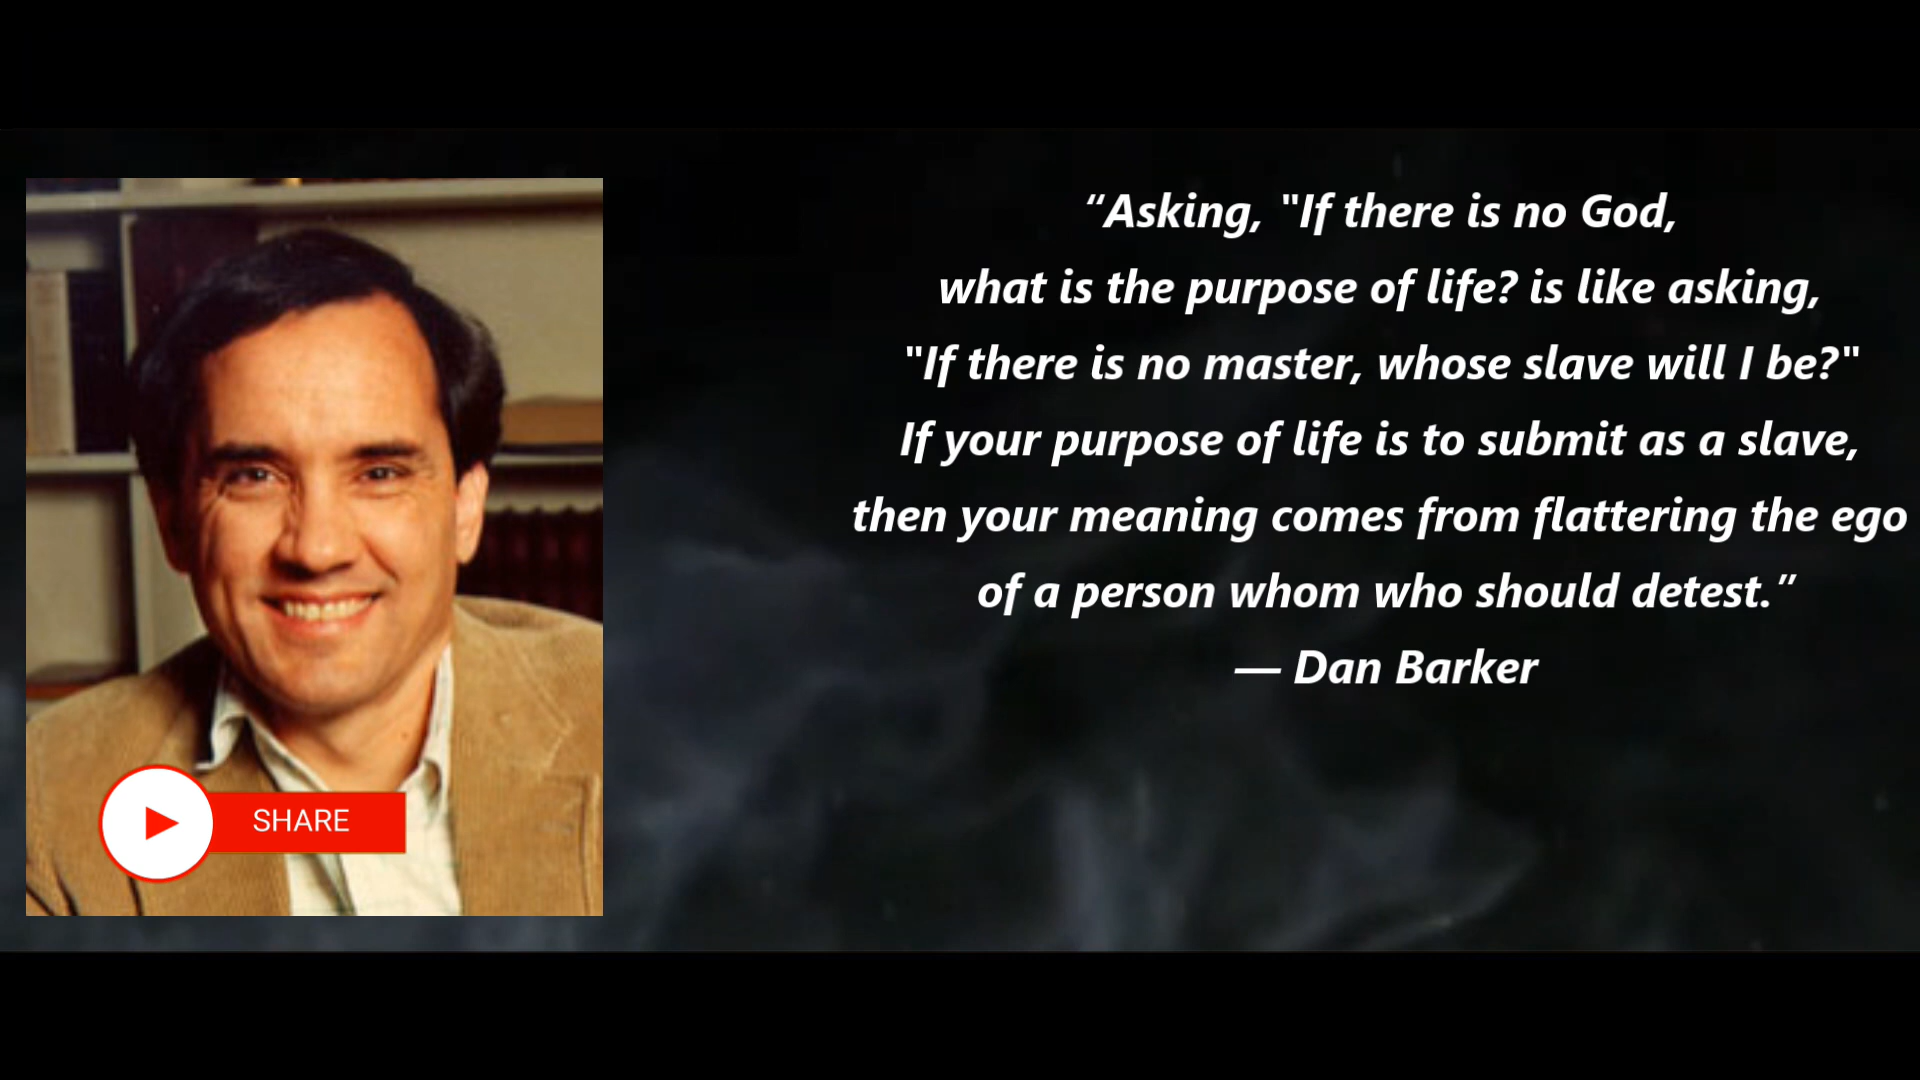 “Asking, "If there is no God,
what is the purpose of life? is like asking,
"If there is no master, whose slave will I be?"
If your purpose of life is to submit as a slave,
then your meaning comes from flattering the ego
of a person whom who should detest.”
— Dan Barker
SHARE